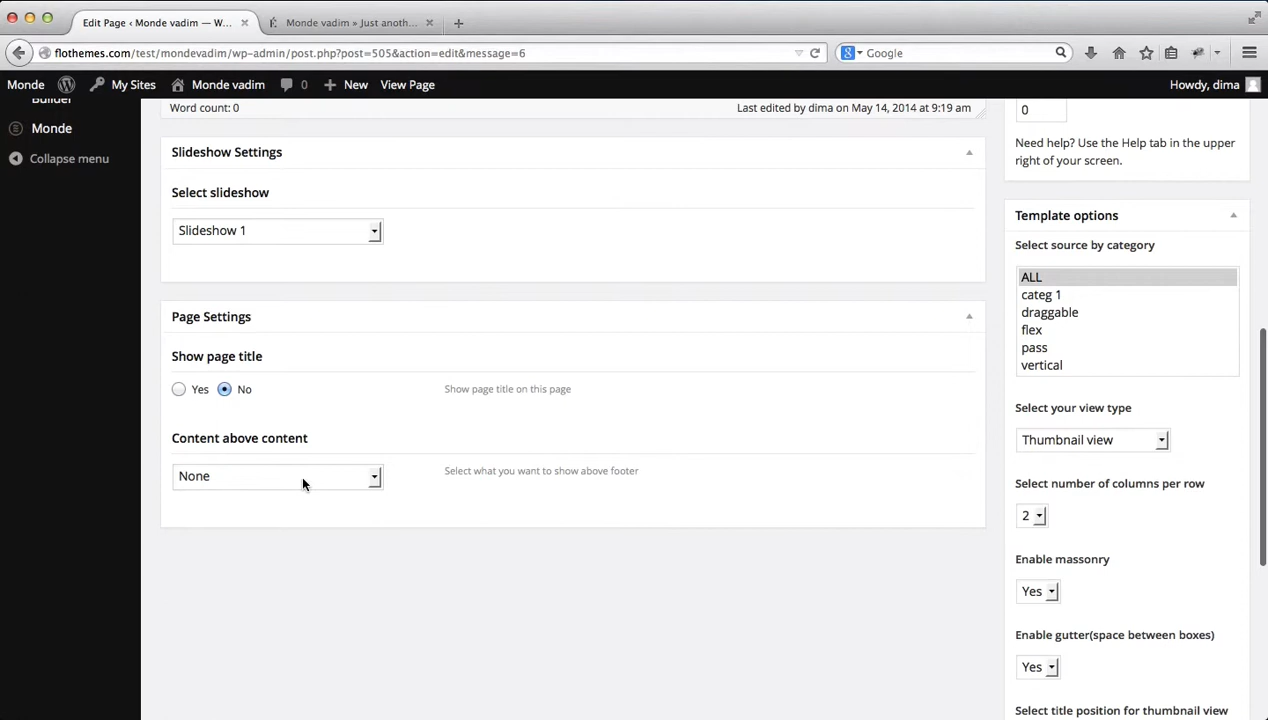 Edit Page ‹ Monde vadim — W...
Monde vadim » Just anoth...
flothemes.com/test/mondevadim/wp-admin/post.php?post=505&action=edit&message=6
Google
Monde
My Sites
Monde vadim
0
New
View Page
Howdy, dima
Builder
Monde
Collapse menu
Word count: 0
Last edited by dima on May 14, 2014 at 9:19 am
Slideshow Settings
Select slideshow
Slideshow 1
Page Settings
Show page title
Yes
No
Show page title on this page
Content above content
None
Select what you want to show above footer
0
Need help? Use the Help tab in the upper
right of your screen.
Template options
Select source by category
ALL
categ 1
draggable
flex
pass
vertical
Select your view type
Thumbnail view
Select number of columns per row
2
Enable massonry
Yes
Enable gutter(space between boxes)
Yes
Select title position for thumbnail view